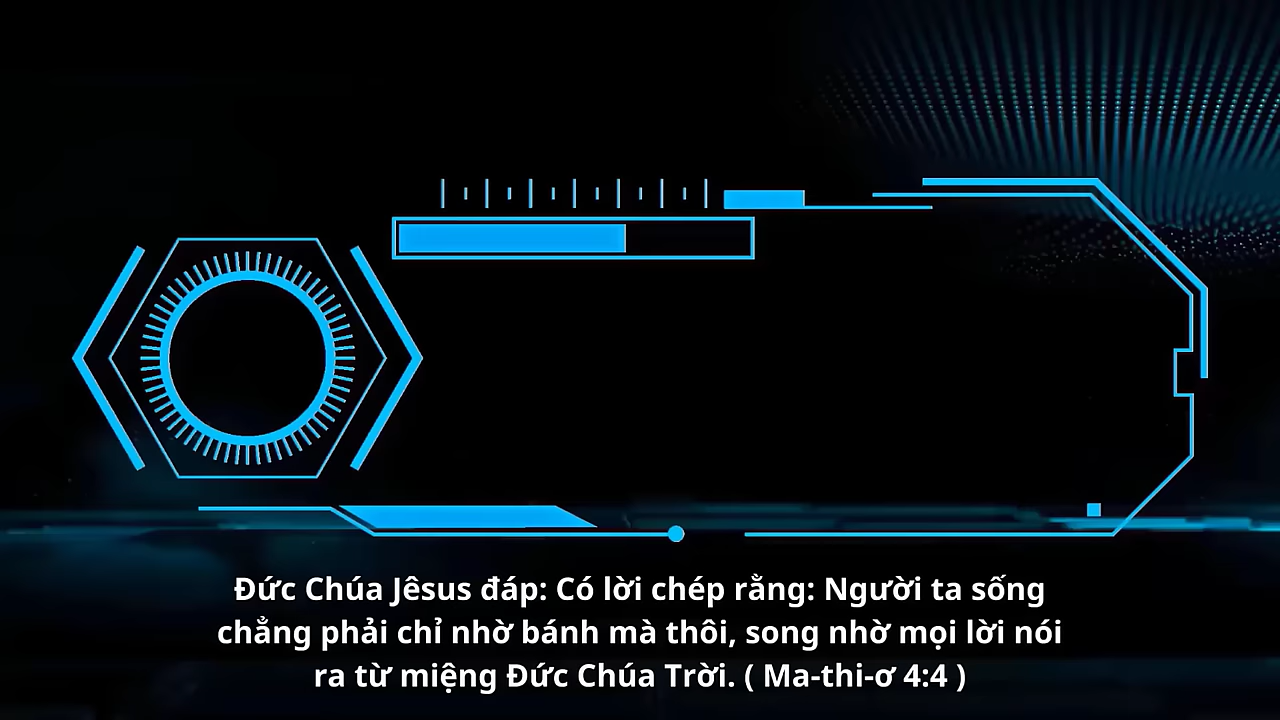 Đức Chúa Jêsus đáp: Có lời chép rằng: Người ta sống
chẳng phải chỉ nhờ bánh mà thôi, song nhờ mọi lời nói
ra từ miệng Đức Chúa Trời. ( Ma-thi-ơ 4:4 )